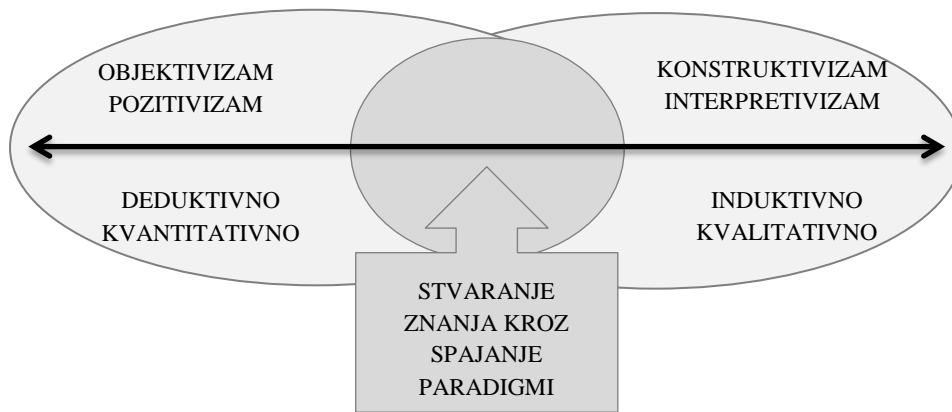 OBJEKTIVIZAM
POZITIVIZAM
KONSTRUKTIVIZAM
INTERPRETIVIZAM
DEDUKTIVNO
KVANTITATIVNO
INDUKTIVNO
KVALITATIVNO
STVARANJE
ZNANJA KROZ
SPAJANJE
PARADIGMI